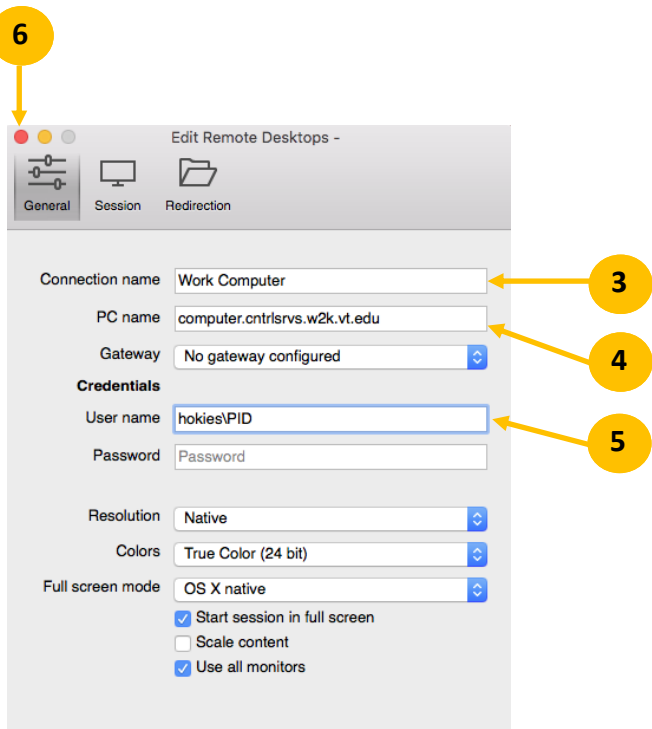 6
Edit Remote Desktops -
General Session Redirection
Connection name Work Computer
3
PC name computer.cntrlsrvs.w2k.vt.edu
Gateway No gateway configured
4
Credentials
User name hokies\PID
5
Password Password
Resolution Native
Colors True Color (24 bit)
Full screen mode OS X native
Start session in full screen
Scale content
Use all monitors